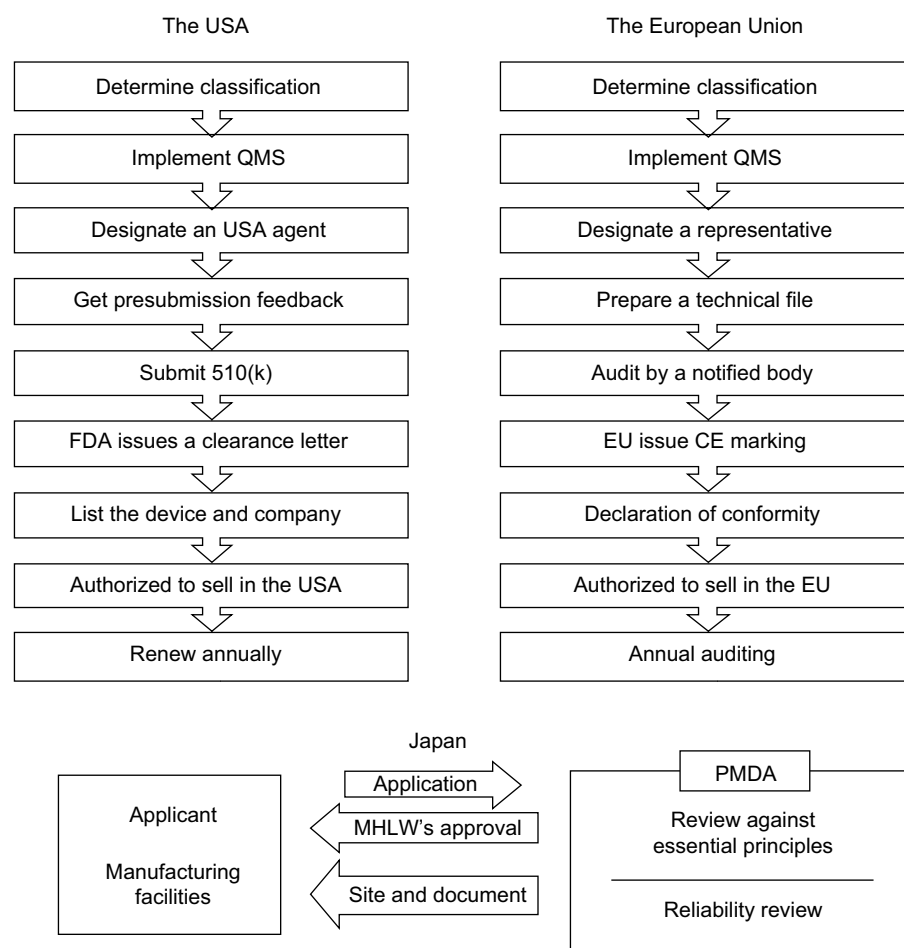 The USA
Determine classification
Implement QMS
Designate an USA agent
Get presubmission feedback
Submit 510(k)
FDA issues a clearance letter
List the device and company
Authorized to sell in the USA
Renew annually
The European Union
Determine classification
Implement QMS
Designate a representative
Prepare a technical file
Audit by a notified body
EU issue CE marking
Declaration of conformity
Authorized to sell in the EU
Annual auditing
Japan
Applicant
Manufacturing
facilities
Application
MHLW's approval
Site and document
PMDA
Review against
essential principles
Reliability review